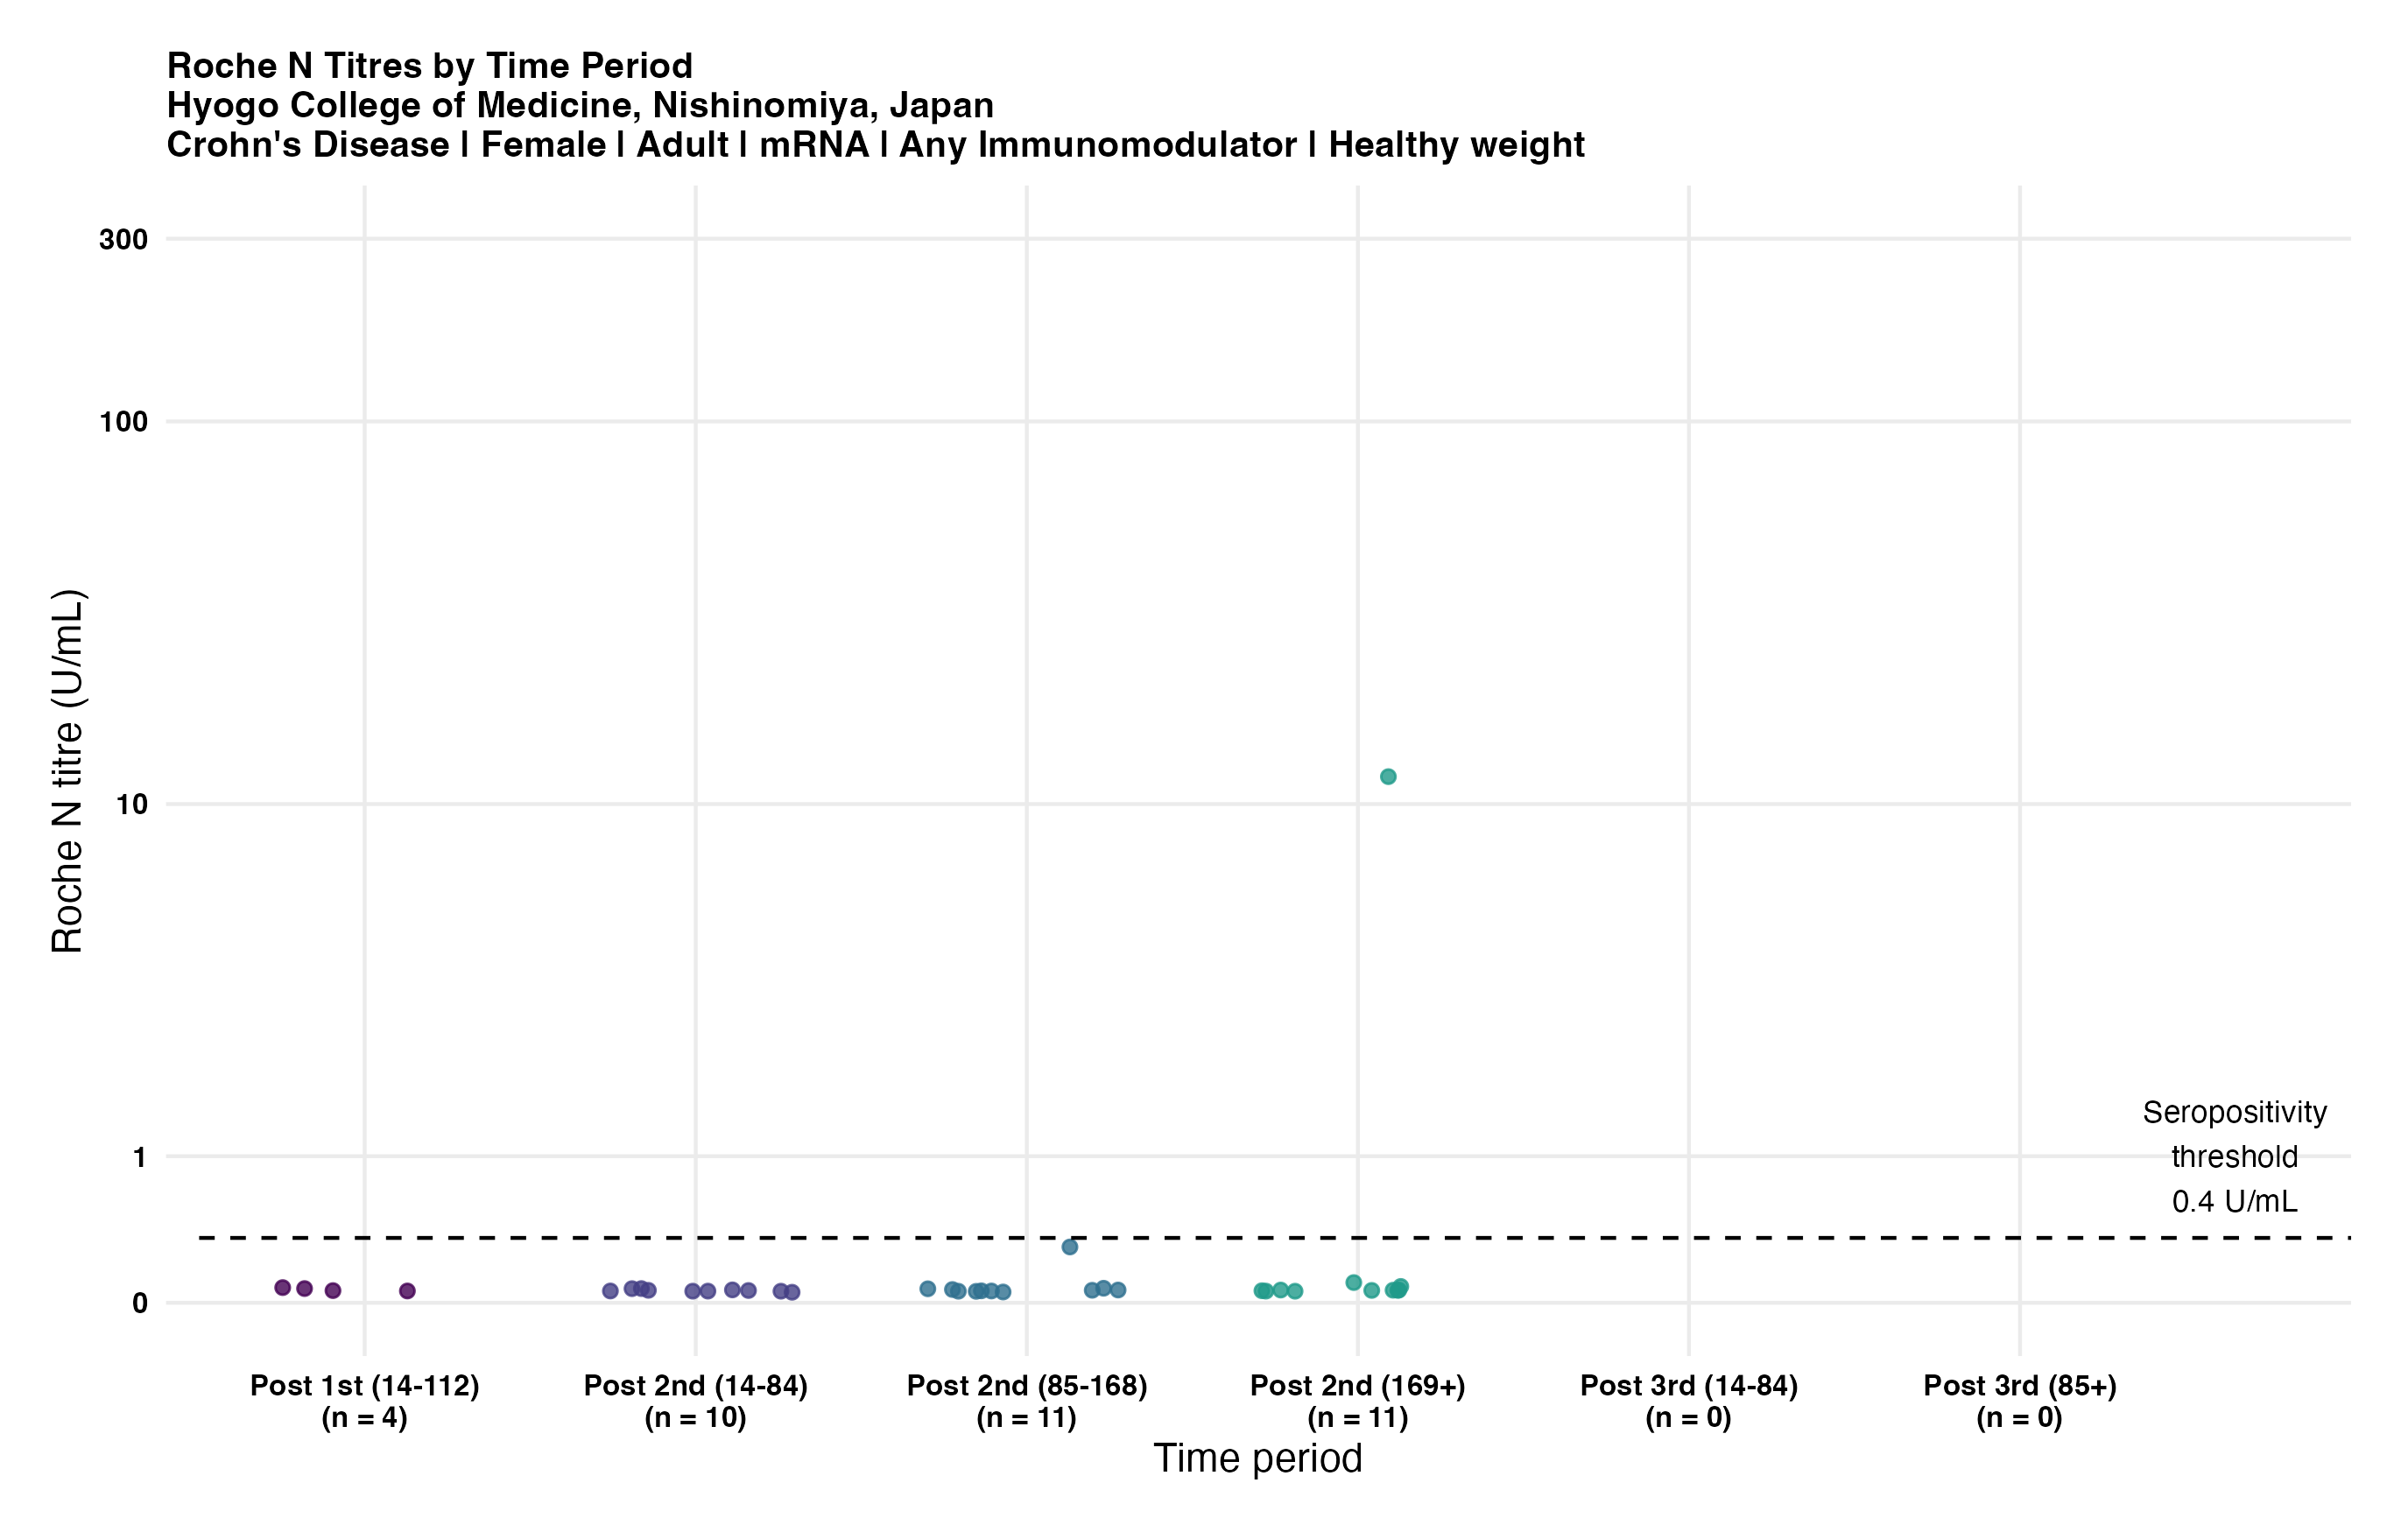 Roche N Titres by Time Period
Hyogo College of Medicine, Nishinomiya, Japan
Crohn's Disease | Female | Adult | mRNA | Any Immunomodulator | Healthy weight
Roche N titre (U/mL)
300
100
10
1
0
Seropositivity
threshold
0.4 U/mL
Post 1st (14-112) Post 2nd (14-84) Post 2nd (85-168) Post 2nd (169+) Post 3rd (14-84) Post 3rd (85+)
(n = 4) (n = 10) (n = 11) (n = 11) (n = 0) (n = 0)
Time period